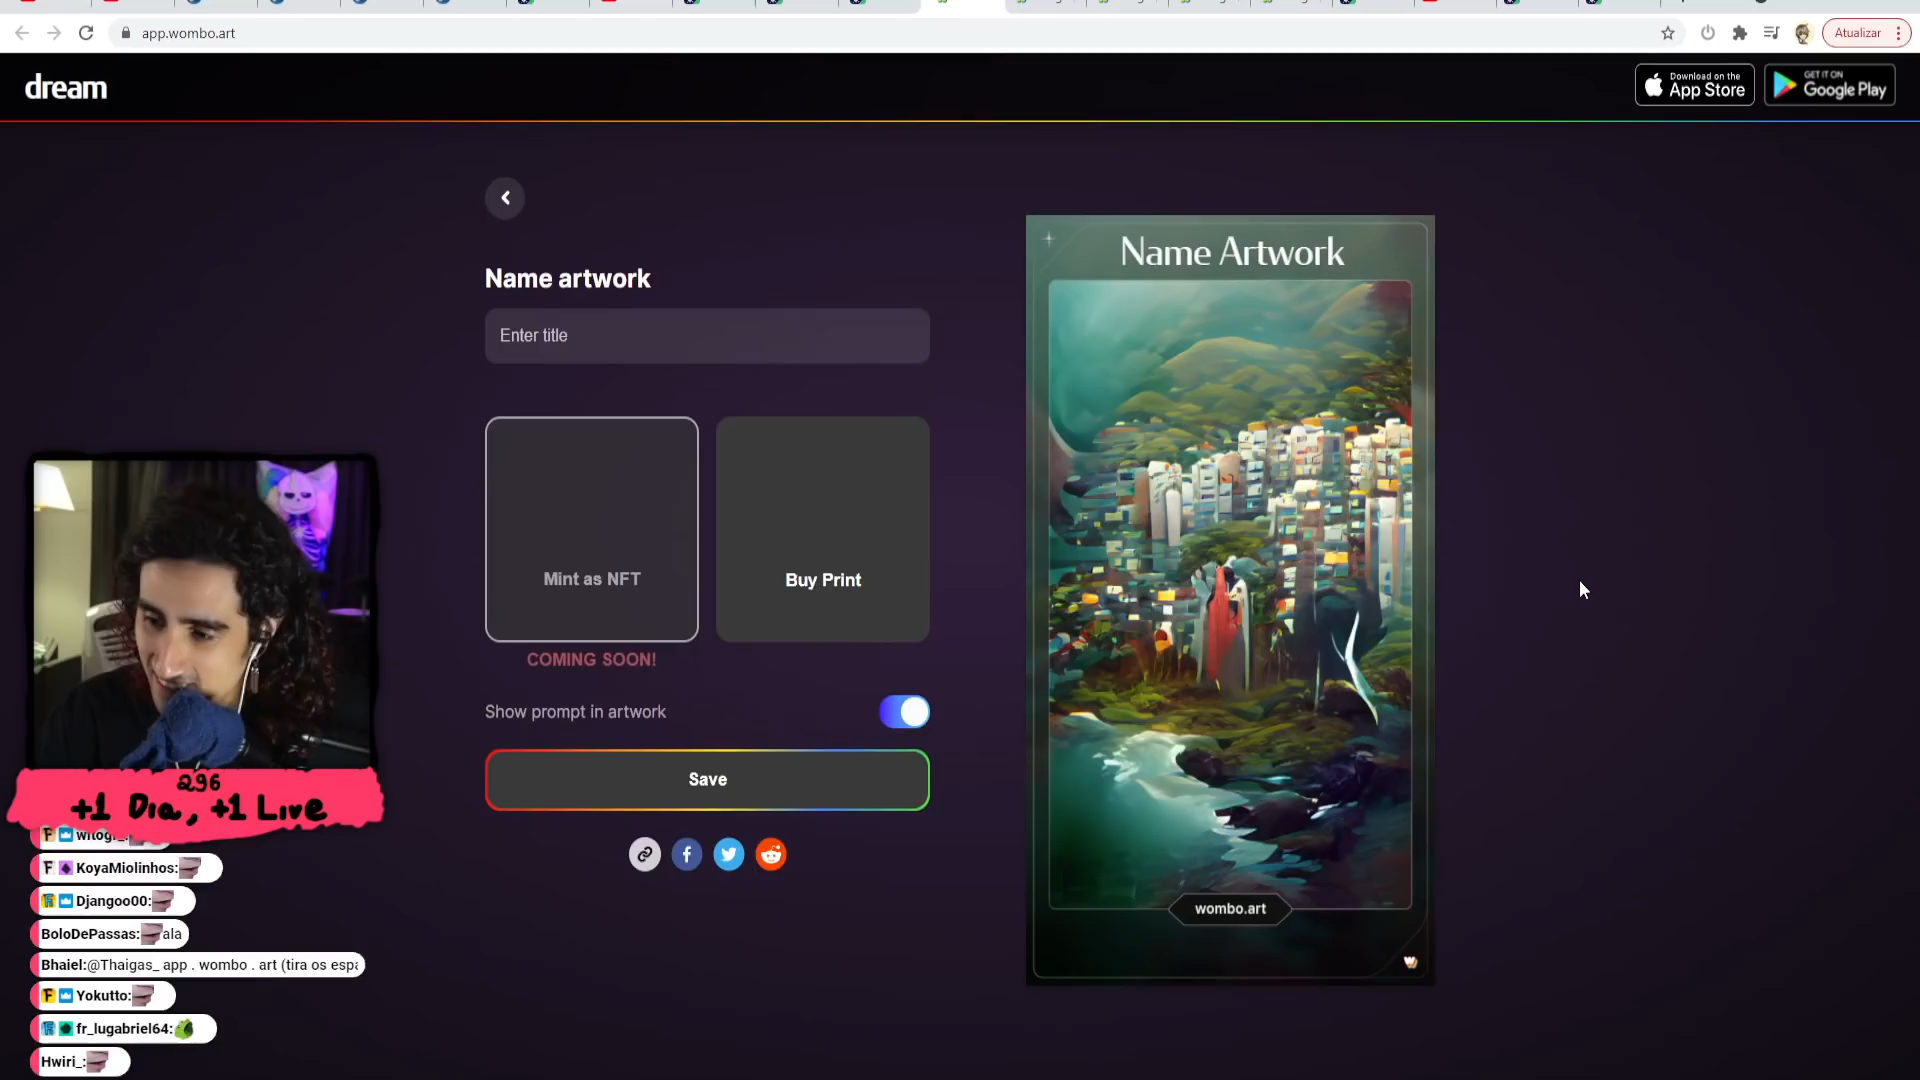 app.wombo.art
Atualizar
dream
Download on the
App Store
GET IT ON
Google Play
Name artwork
Enter title
Mint as NFT
Buy Print
COMING SOON!
Show prompt in artwork
Save
Name Artwork
wombo.art
296
+1 Dia, +1 Live
KoyaMiolinhos:
Djangoo00:
BoloDePassas: ala
Bhaiel:@Thaigas_ app . wombo . art (tira os espa
Yokutto:
fr_lugabriel64:
Hwiri_: